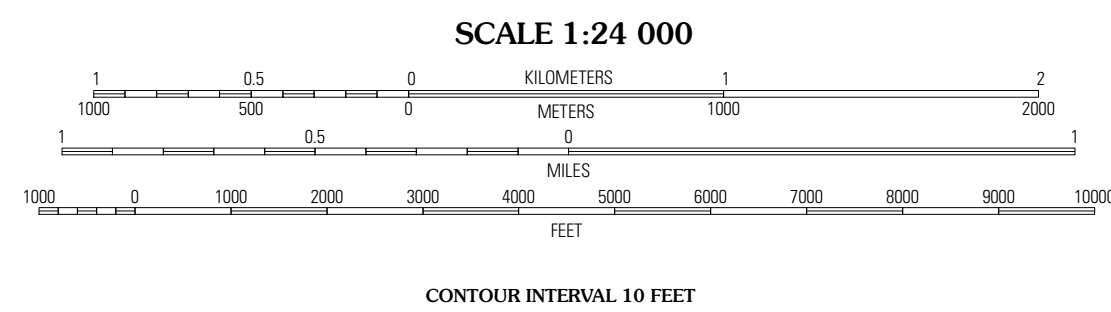 SCALE 1:24 000
1 0.5 0 KILOMETERS 1 2
1000 500 0 METERS 1000 2000
1 0.5 0 1
MILES
1000 0 1000 2000 3000 4000 5000 6000 7000 8000 9000 10000
FEET
CONTOUR INTERVAL 10 FEET